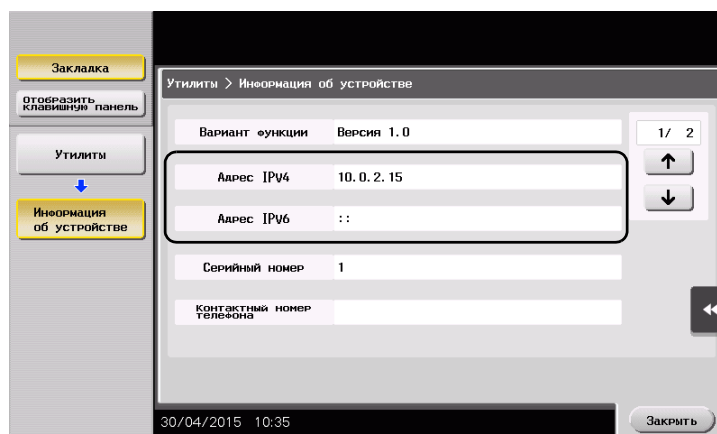 Закладка
Отобразить
клавишную панель
Утилиты
Информация
об устройстве
Утилиты > Информация об устройстве
Вариант функции Версия 1.0
1/ 2
Адрес IPv4 10.0.2.15
Адрес IPv6 ::
Серийный номер 1
Контактный номер
телефона
30/04/2015 10:35
Закрыть